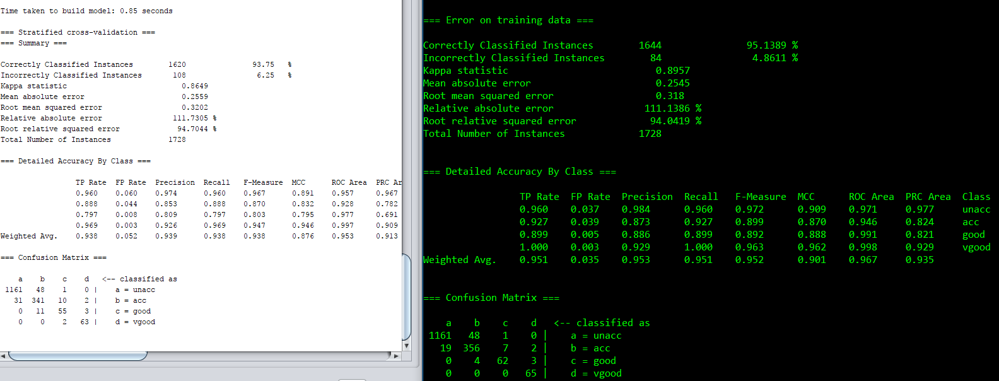 Time taken to build model: 0.85 seconds
=== Stratified cross-validation ===
=== Summary ===
Correctly Classified Instances        1620               93.75   %
Incorrectly Classified Instances       108                6.25   %
Kappa statistic                          0.8649
Mean absolute error                      0.2559
Root mean squared error                  0.3202
Relative absolute error                111.7305 %
Root relative squared error             94.7044 %
Total Number of Instances             1728
=== Detailed Accuracy By Class ===
                 TP Rate  FP Rate  Precision  Recall   F-Measure  MCC      ROC Area  PRC Ar
                 0.960    0.060    0.974      0.960    0.967      0.891    0.957     0.967
                 0.888    0.044    0.853      0.888    0.870      0.832    0.928     0.782
                 0.797    0.008    0.809      0.797    0.803      0.795    0.977     0.691
                 0.969    0.003    0.926      0.969    0.947      0.946    0.997     0.909
Weighted Avg.    0.938    0.052    0.939      0.938    0.938      0.876    0.953     0.913
=== Confusion Matrix ===
    a    b    c    d   <-- classified as
 1161   48    1    0 |    a = unacc
   31  341   10    2 |    b = acc
    0   11   55    3 |    c = good
    0    0    2   63 |    d = vgood
=== Error on training data ===
Correctly Classified Instances        1644               95.1389 %
Incorrectly Classified Instances        84                4.8611 %
Kappa statistic                          0.8957
Mean absolute error                      0.2545
Root mean squared error                  0.318
Relative absolute error                111.1386 %
Root relative squared error             94.0419 %
Total Number of Instances             1728
=== Detailed Accuracy By Class ===
                 TP Rate  FP Rate  Precision  Recall   F-Measure  MCC      ROC Area  PRC Area  Class
                 0.960    0.037    0.984      0.960    0.972      0.909    0.971     0.977     unacc
                 0.927    0.039    0.873      0.927    0.899      0.870    0.946     0.824     acc
                 0.899    0.005    0.886      0.899    0.892      0.888    0.991     0.821     good
                 1.000    0.003    0.929      1.000    0.963      0.962    0.998     0.929     vgood
Weighted Avg.    0.951    0.035    0.953      0.951    0.952      0.901    0.967     0.935
=== Confusion Matrix ===
    a    b    c    d   <-- classified as
 1161   48    1    0 |    a = unacc
   19  356    7    2 |    b = acc
    0    4   62    3 |    c = good
    0    0    0   65 |    d = vgood